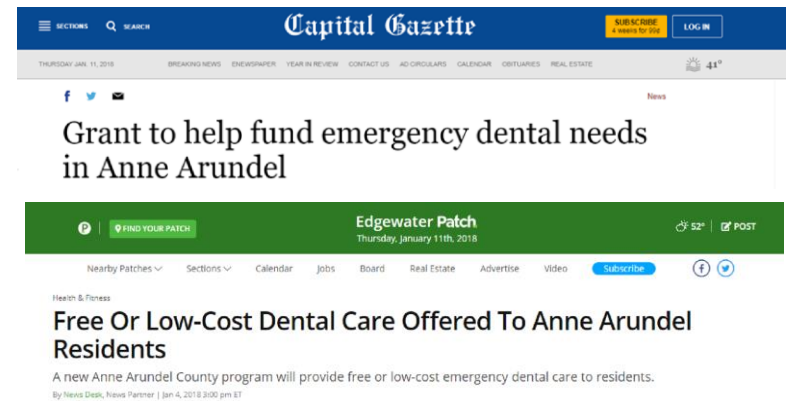 SECTIONS SEARCH Capital Gazette SUBSCRIBE LOG IN
4 weeks for 99¢
THURSDAY JAN. 11, 2018 BREAKING NEWS ENEWSPAPER YEAR IN REVIEW CONTACT US AD CIRCULARS CALENDAR OBITUARIES REAL ESTATE 41°
News
Grant to help fund emergency dental needs
in Anne Arundel
FIND YOUR PATCH Edgewater Patch 52° POST
Thursday, January 11th, 2018
Nearby Patches Sections Calendar Jobs Board Real Estate Advertise Video Subscribe
Health & Fitness
Free Or Low-Cost Dental Care Offered To Anne Arundel
Residents
A new Anne Arundel County program will provide free or low-cost emergency dental care to residents.
By News Desk, News Partner | Jan 4, 2018 3:00 pm ET